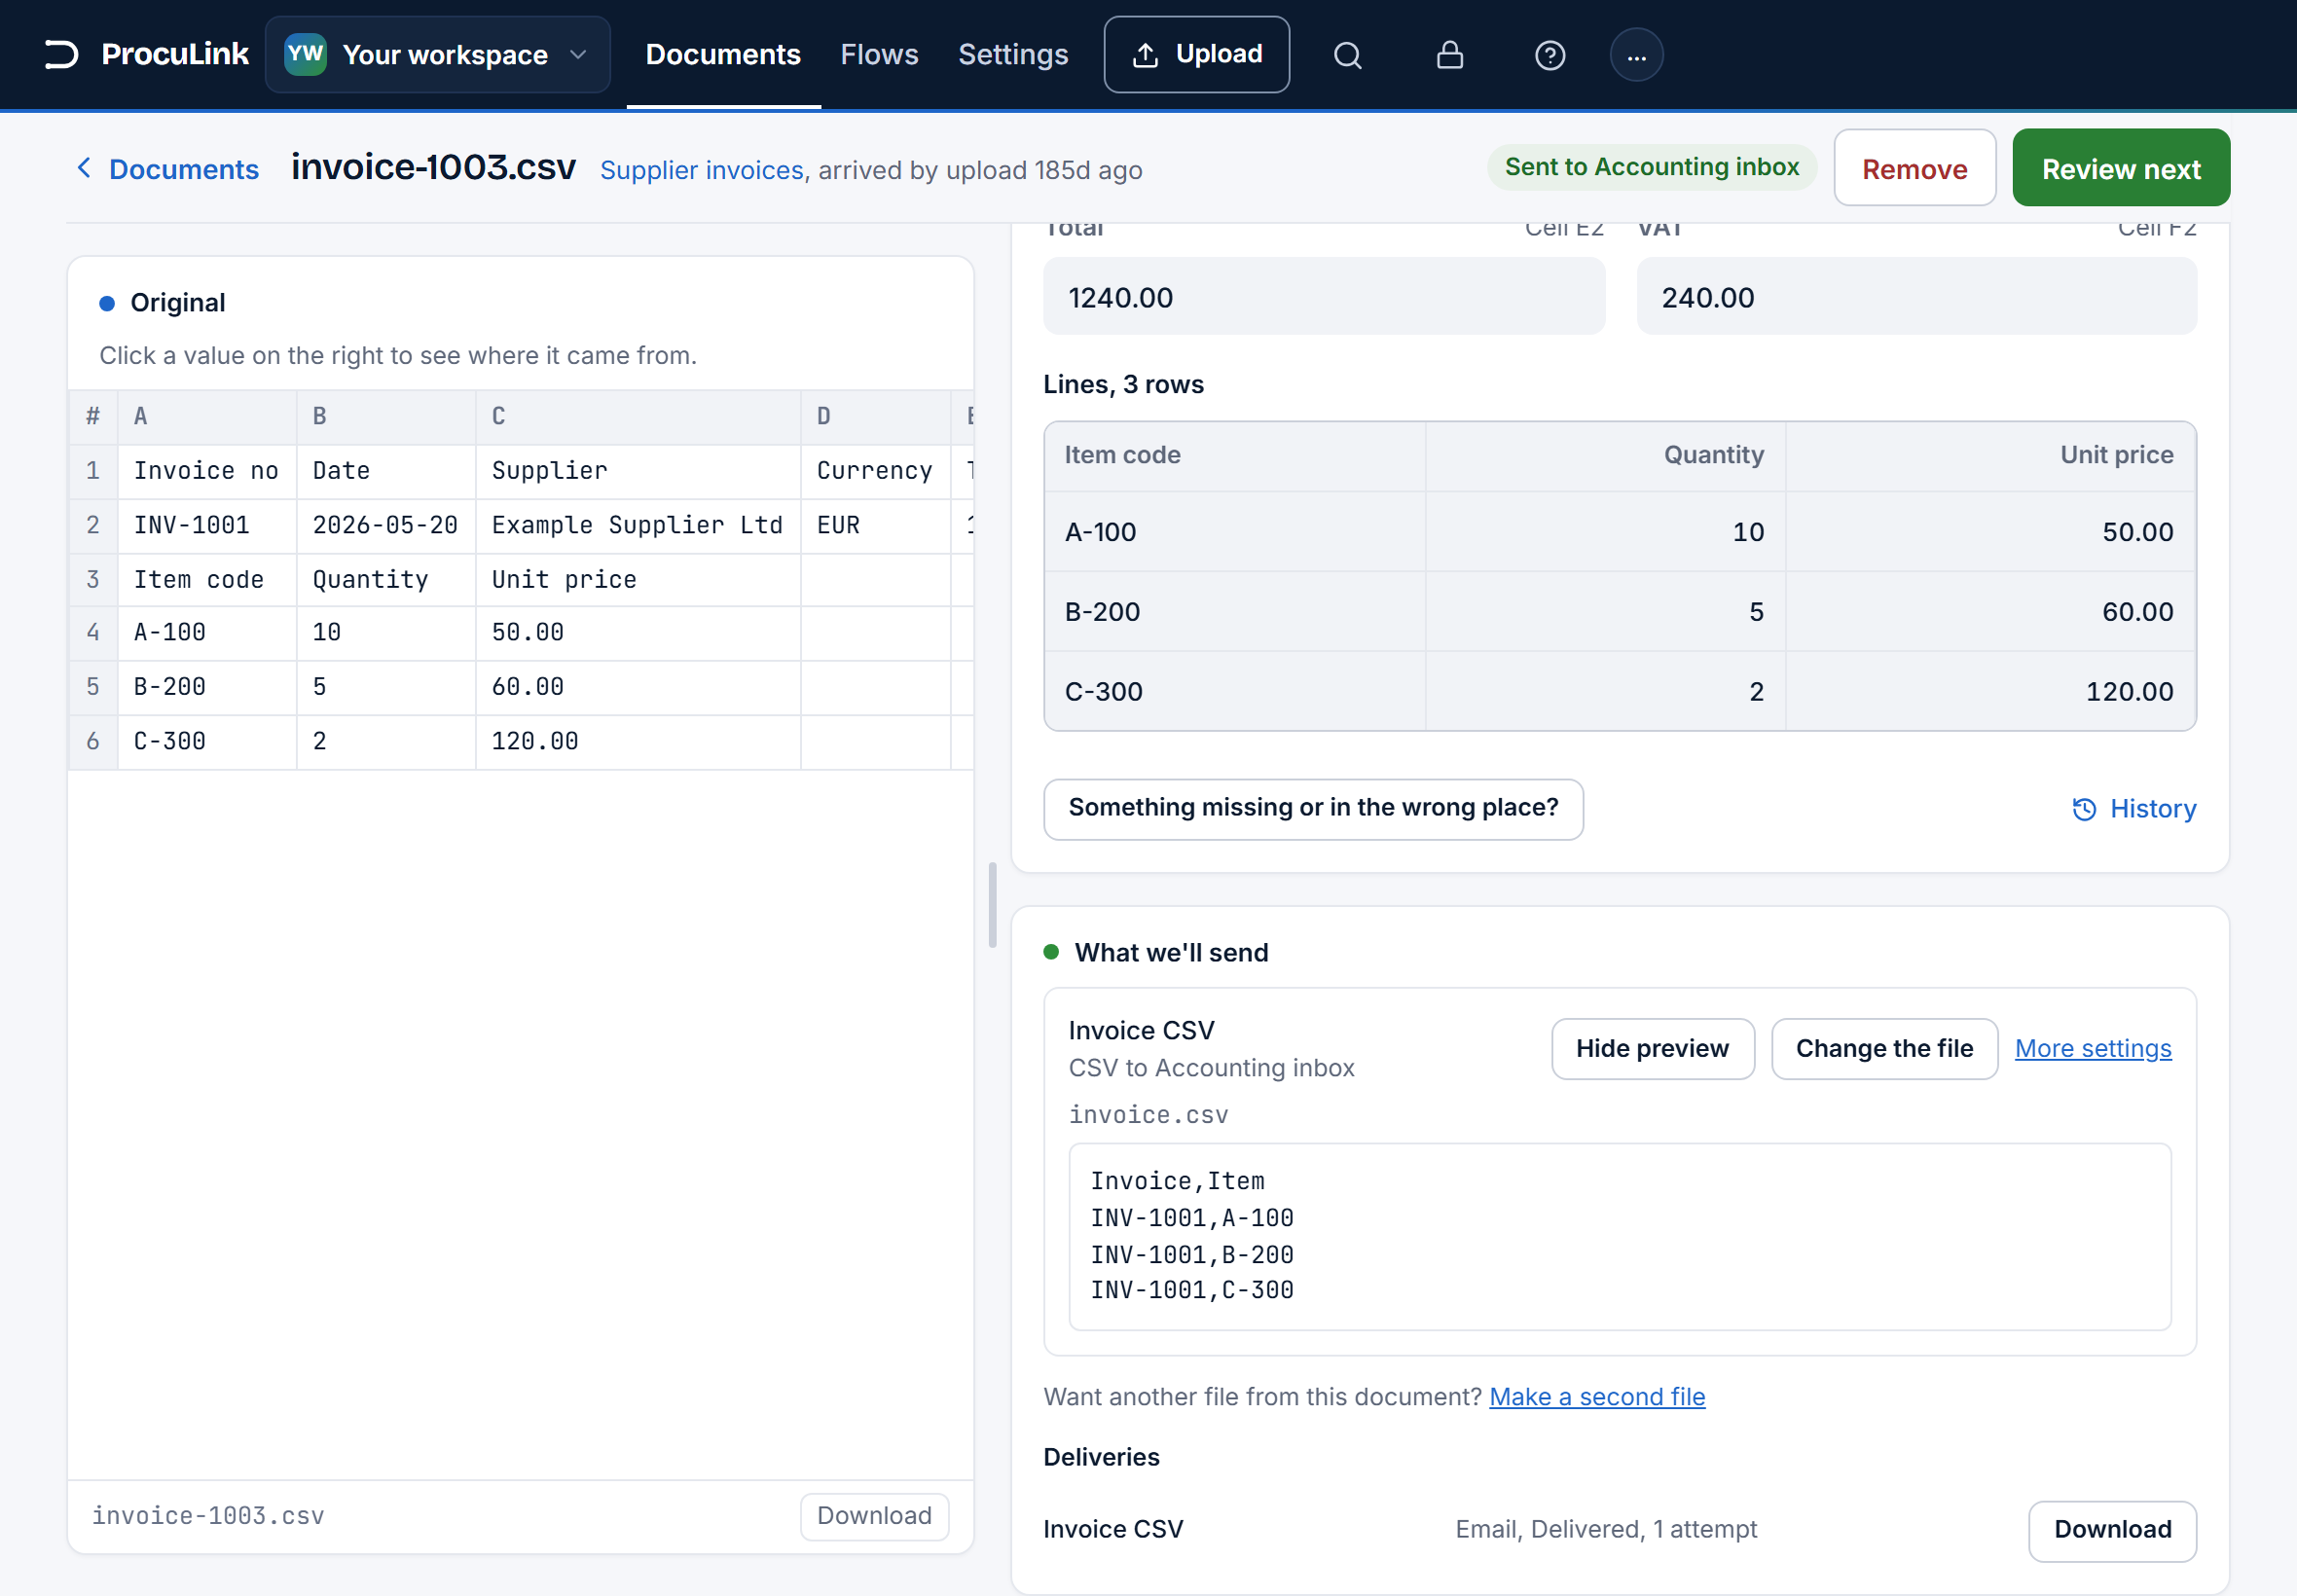 ProcuLink
YW Your workspace
Documents
Flows
Settings
Upload
...
Documents
invoice-1003.csv
Supplier invoices, arrived by upload 185d ago
Sent to Accounting inbox
Remove
Review next
Original
Click a value on the right to see where it came from.
# A B C D E
1 Invoice no Date Supplier Currency
2 INV-1001 2026-05-20 Example Supplier Ltd EUR
3 Item code Quantity Unit price
4 A-100 10 50.00
5 B-200 5 60.00
6 C-300 2 120.00
invoice-1003.csv
Download
Total Cell E2 VAT Cell F2
1240.00 240.00
Lines, 3 rows
Item code Quantity Unit price
A-100 10 50.00
B-200 5 60.00
C-300 2 120.00
Something missing or in the wrong place?
History
What we'll send
Invoice CSV
CSV to Accounting inbox
Hide preview
Change the file
More settings
invoice.csv
Invoice,Item
INV-1001,A-100
INV-1001,B-200
INV-1001,C-300
Want another file from this document? Make a second file
Deliveries
Invoice CSV Email, Delivered, 1 attempt Download